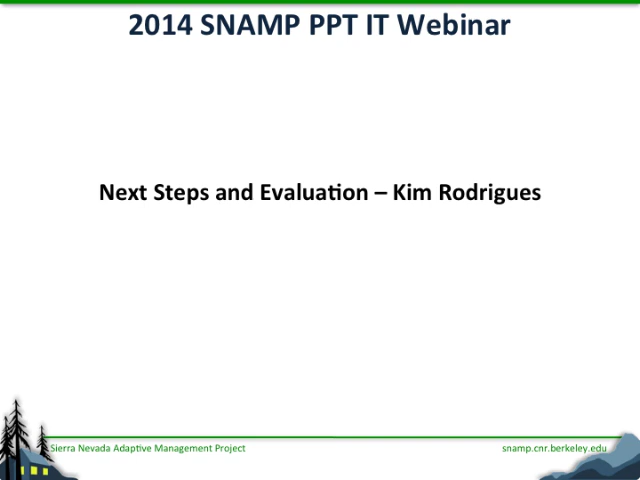 2014 SNAMP PPT IT Webinar
Next Steps and Evaluation – Kim Rodrigues
Sierra Nevada Adaptive Management Project
snamp.cnr.berkeley.edu